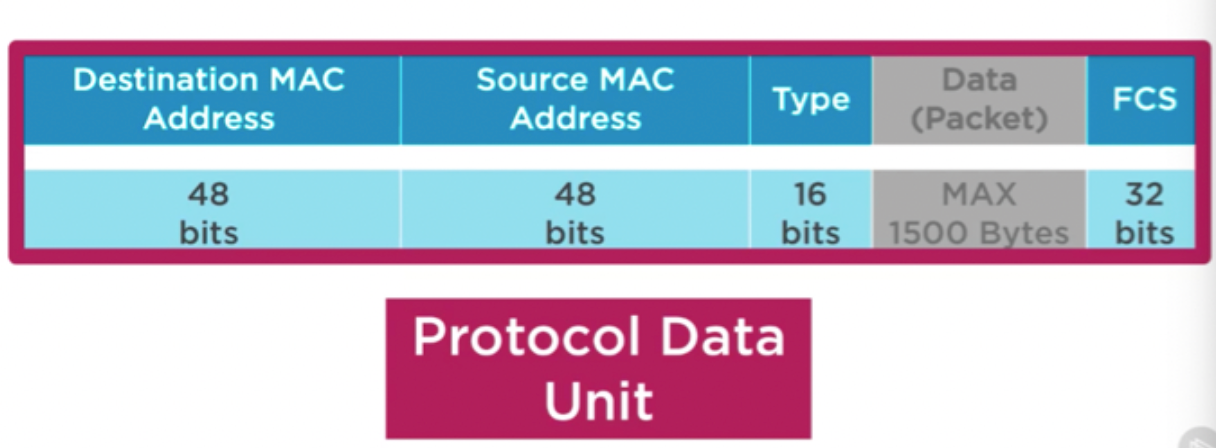 Destination MAC
Address
Source MAC
Address
Type
Data
(Packet)
FCS
48
bits
48
bits
16
bits
MAX
1500 Bytes
32
bits
Protocol Data
Unit